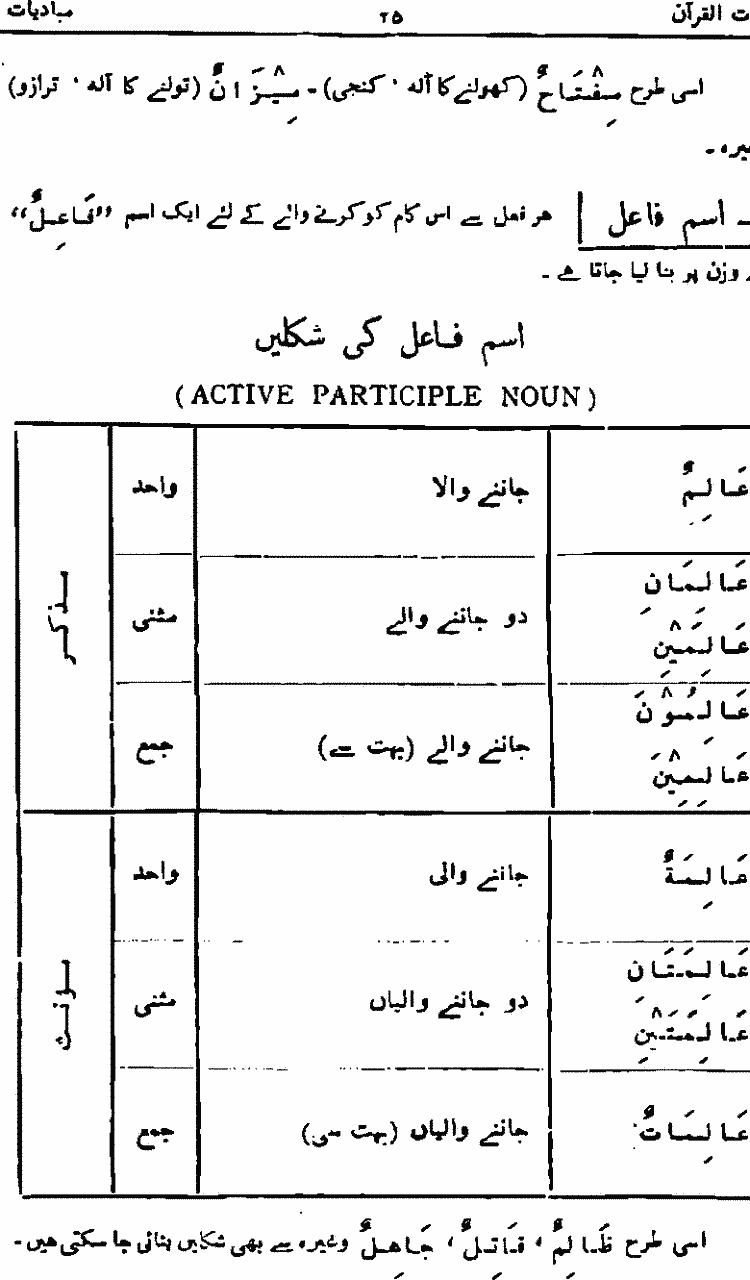 ت القرآن ۲۵ مبادیات
اسی طرح مِفْتَاحٌ (کھولنے کا آلہ ، کنجی) - مِیْزَانٌ (تولنے کا آلہ ، ترازو)
یرہ -
اسم فاعل | ہر فعل سے اس کام کو کرنے والے کے لئے ایک اسم ”فَاعِلٌ“
وزن پر بنا لیا جاتا ہے -
اسم فاعل کی شکلیں
(ACTIVE PARTICIPLE NOUN)
عَالِمٌ جاننے والا واحد
عَالِمَانِ
عَالِمَیْنِ دو جاننے والے مثنی مذکر
عَالِمُوْنَ
عَالِمِیْنَ جاننے والے (بہت سے) جمع
عَالِمَةٌ جاننے والی واحد
عَالِمَتَانِ
عَالِمَتَیْنِ دو جاننے والیاں مثنی مؤنث
عَالِمَاتٌ جاننے والیاں (بہت سی) جمع
اسی طرح ظَالِمٌ ، قَاتِلٌ ، جَاهِلٌ وغیرہ سے بھی شکلیں بنائی جا سکتی ہیں -